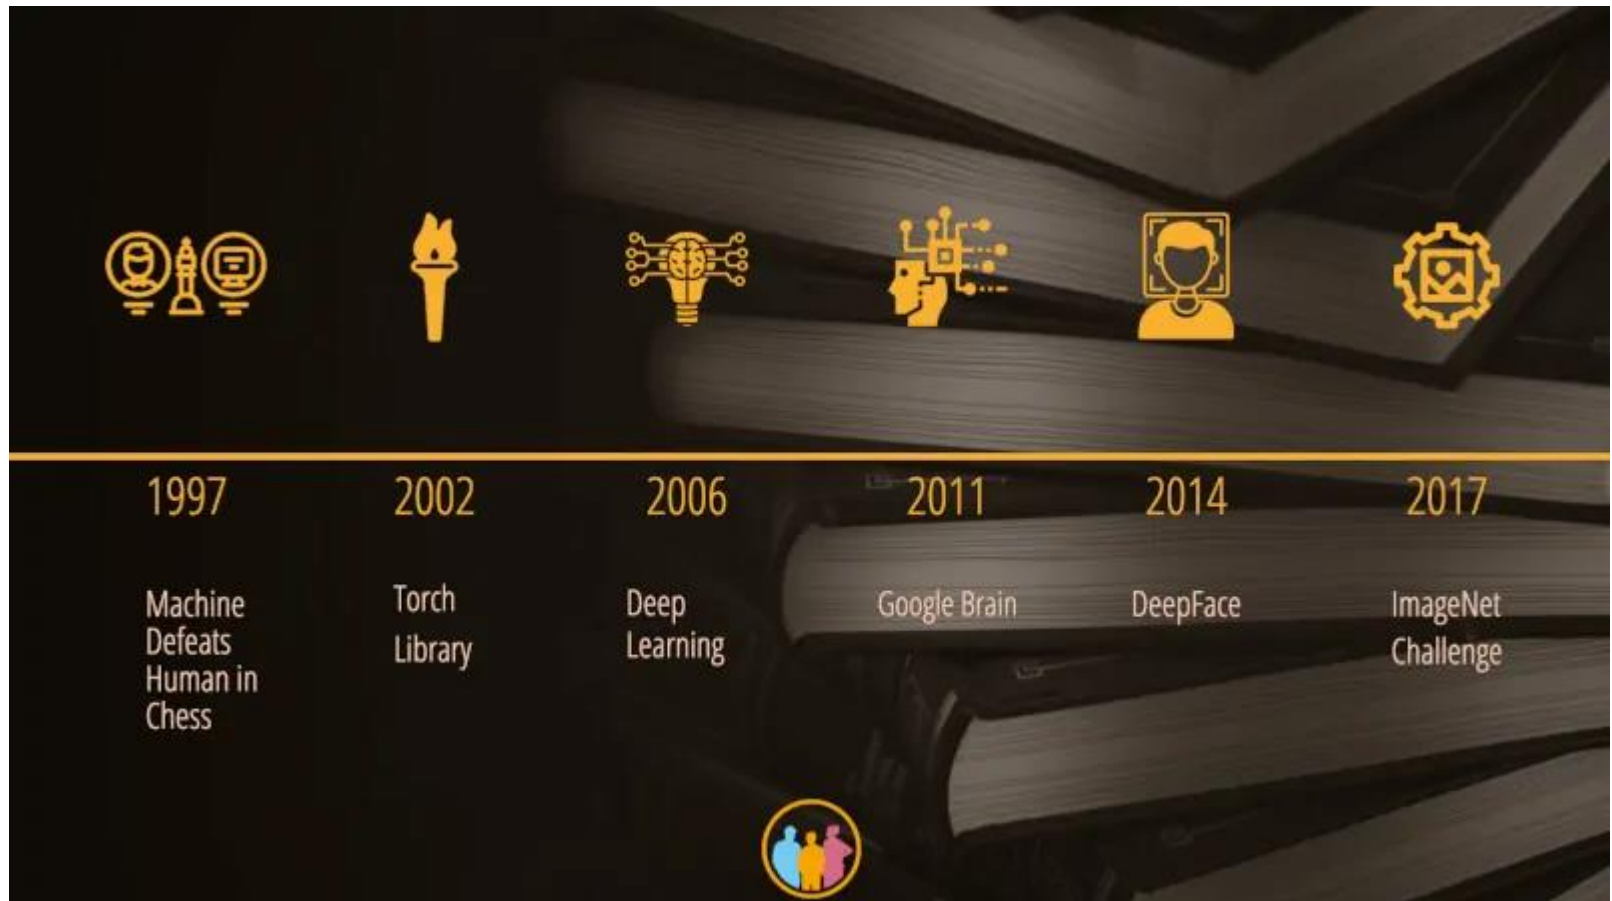 1997
2002
2006
2011
2014
2017
Machine
Defeats
Human in
Chess
Torch
Library
Deep
Learning
Google Brain
DeepFace
ImageNet
Challenge